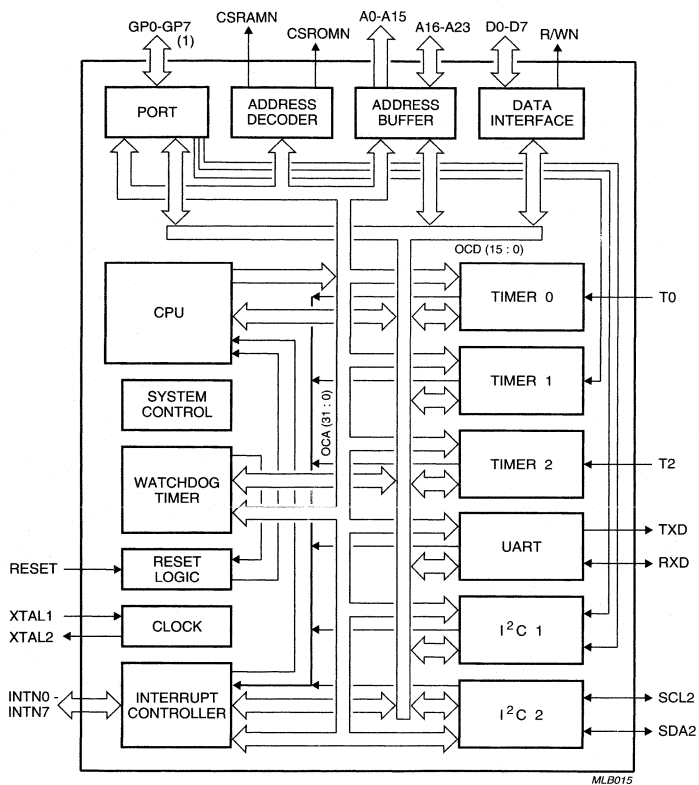 GP0-GP7
(1)
CSRAMN
CSROMN
A0-A15
A16-A23
D0-D7
R/WN
PORT
ADDRESS
DECODER
ADDRESS
BUFFER
DATA
INTERFACE
OCD (15 : 0)
CPU
TIMER 0
T0
TIMER 1
SYSTEM
CONTROL
OCA (31 : 0)
WATCHDOG
TIMER
TIMER 2
T2
UART
TXD
RXD
RESET
RESET
LOGIC
XTAL1
XTAL2
CLOCK
I²C 1
INTN0 -
INTN7
INTERRUPT
CONTROLLER
I²C 2
SCL2
SDA2
MLB015